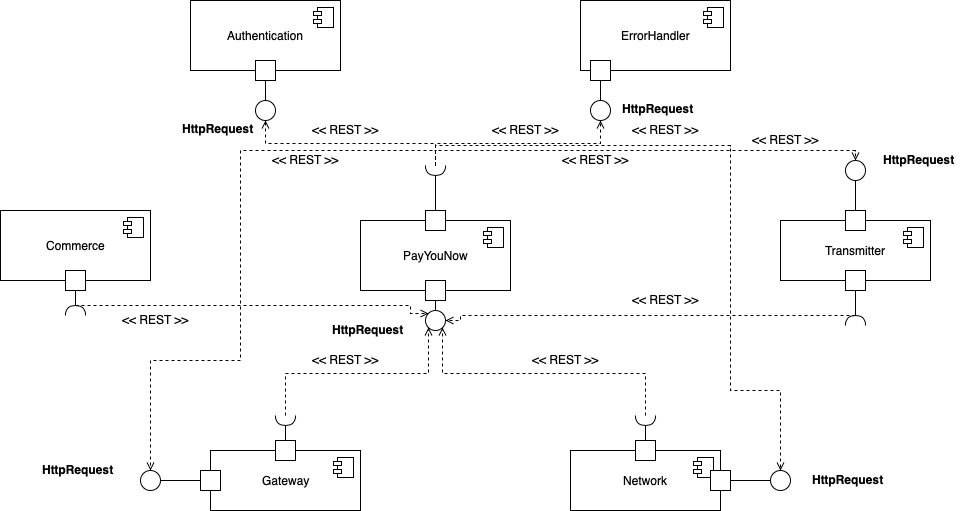 Authentication
ErrorHandler
HttpRequest
HttpRequest
<< REST >>
<< REST >>
<< REST >>
<< REST >>
<< REST >>
<< REST >>
HttpRequest
Commerce
PayYouNow
Transmitter
<< REST >>
<< REST >>
HttpRequest
<< REST >>
<< REST >>
HttpRequest
Gateway
Network
HttpRequest